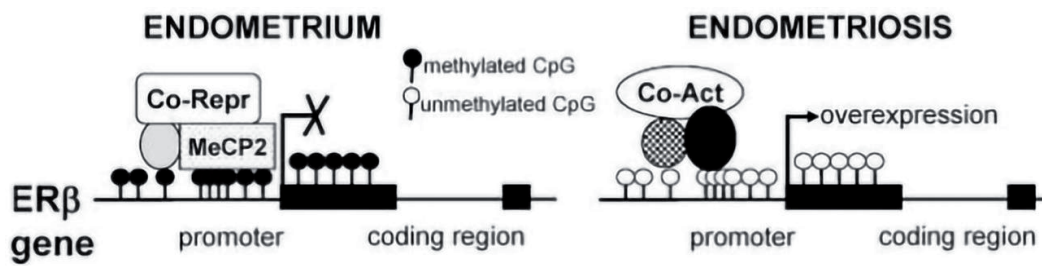 ENDOMETRIUM
ENDOMETRIOSIS
methylated CpG
unmethylated CpG
Co-Repr
MeCP2
Co-Act
overexpression
ERβ
gene
promoter
coding region
promoter
coding region